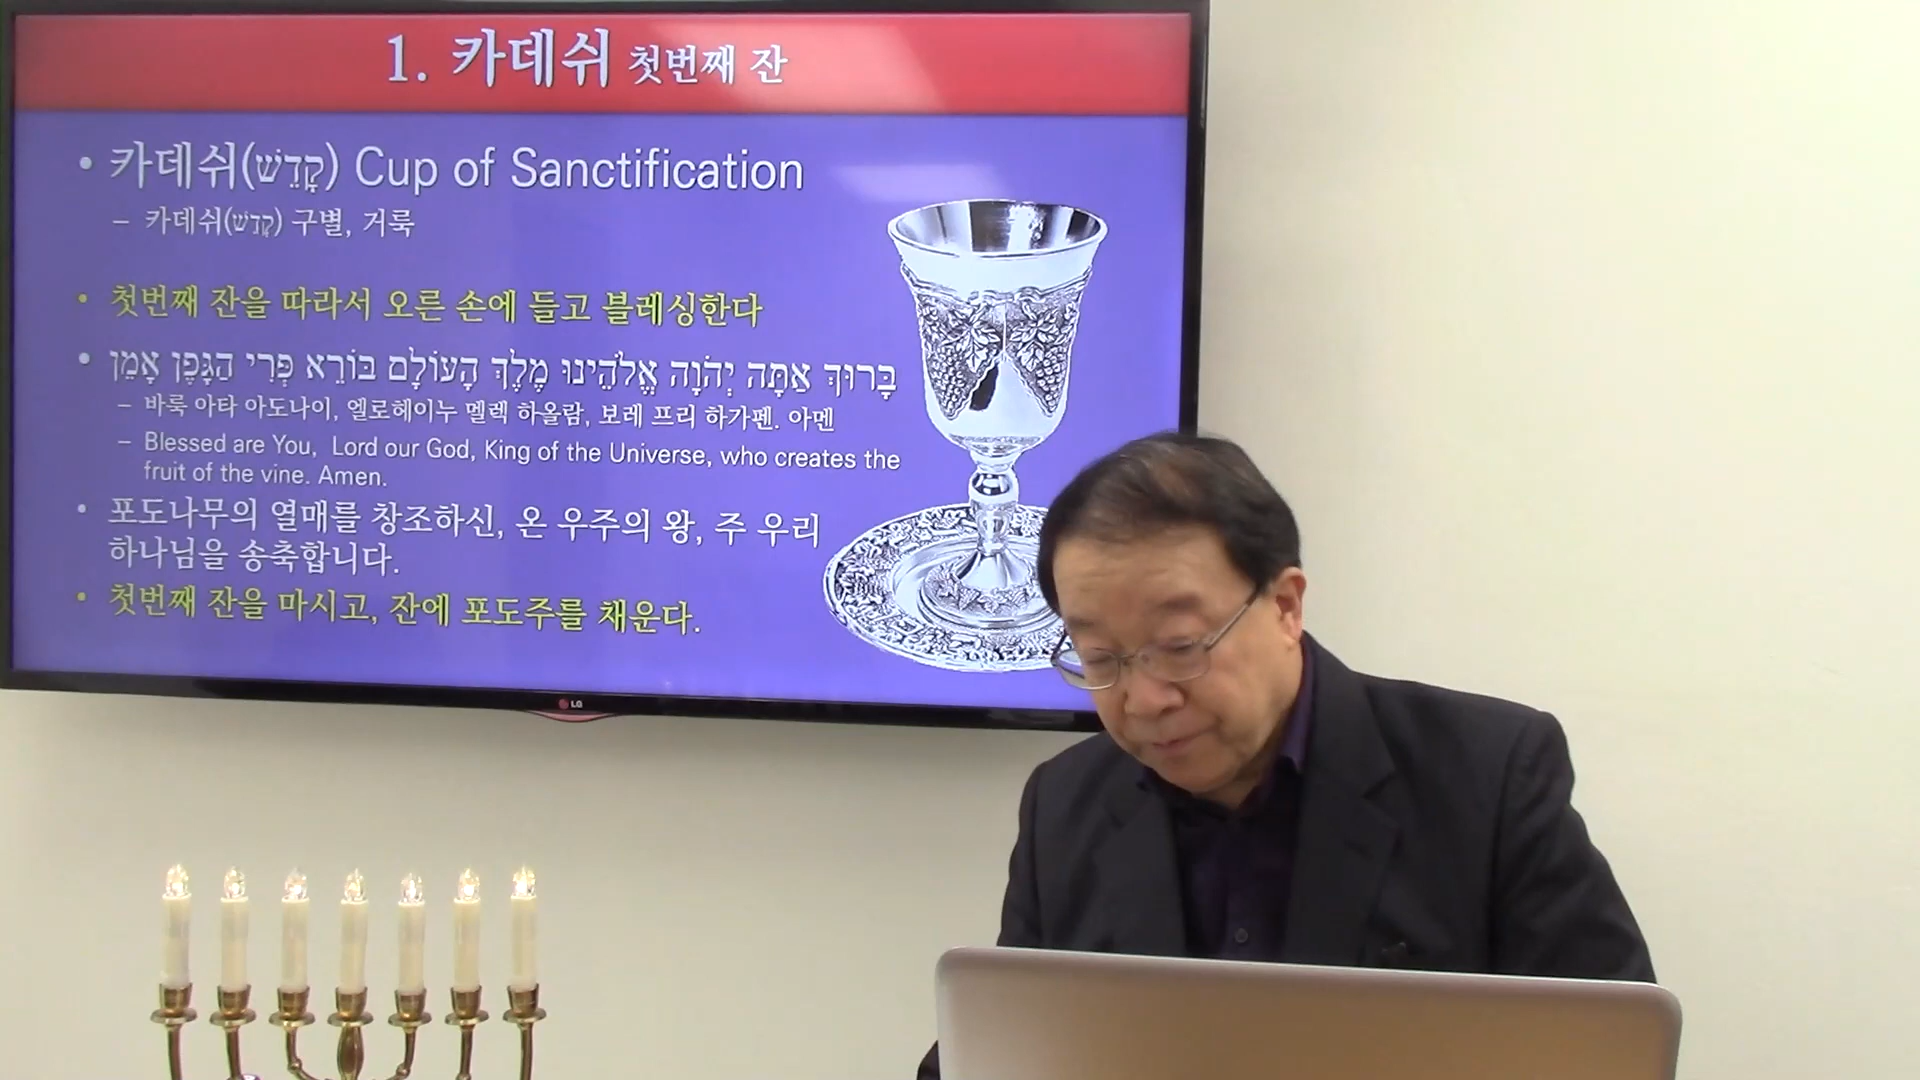 1. 카데쉬 첫번째 잔
• 카데쉬(קָדֵשׁ) Cup of Sanctification
– 카데쉬(קָדֵשׁ) 구별, 거룩
• 첫번째 잔을 따라서 오른 손에 들고 블레싱한다
• בָּרוּךְ אַתָּה יְהֹוָה אֱלֹהֵינוּ מֶלֶךְ הָעוֹלָם בּוֹרֵא פְּרִי הַגָּפֶן אָמֵן
– 바룩 아타 아도나이, 엘로헤이누 멜렉 하올람, 보레 프리 하가펜. 아멘
– Blessed are You, Lord our God, King of the Universe, who creates the
fruit of the vine. Amen.
• 포도나무의 열매를 창조하신, 온 우주의 왕, 주 우리
하나님을 송축합니다.
• 첫번째 잔을 마시고, 잔에 포도주를 채운다.
LG